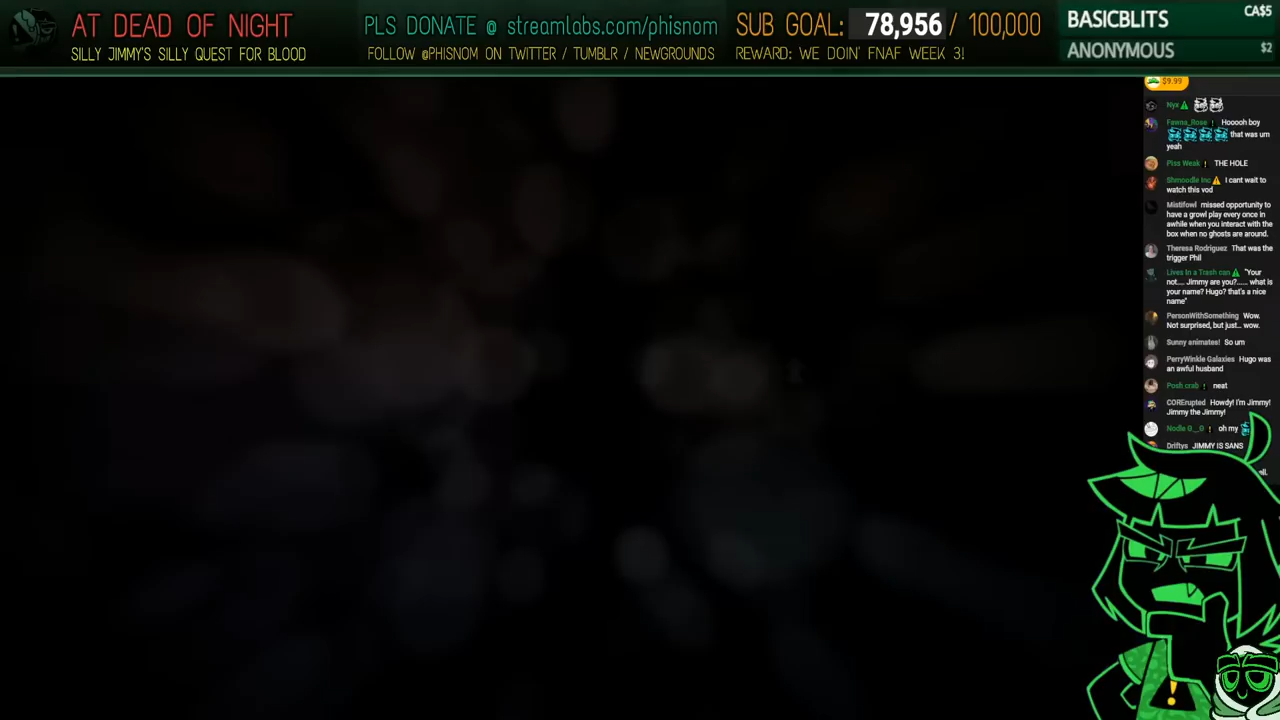 AT DEAD OF NIGHT
SILLY JIMMY'S SILLY QUEST FOR BLOOD
PLS DONATE @ streamlabs.com/phisnom
FOLLOW @PHISNOM ON TWITTER / TUMBLR / NEWGROUNDS
SUB GOAL: 78,956 / 100,000
REWARD: WE DOIN' FNAF WEEK 3!
BASICBLITS CA$5
ANONYMOUS $2
$9.99
Nyx
Fawna_Rose Hooooh boy
that was um
yeah
Piss Weak THE HOLE
Shmoodle Inc I cant wait to
watch this vod
Mistifowl missed opportunity to
have a growl play every once in
awhile when you interact with the
box when no ghosts are around.
Theresa Rodriguez That was the
trigger Phil
Lives In a Trash can "Your
not.... Jimmy are you?...... what is
your name? Hugo? that's a nice
name"
PersonWithSomething Wow.
Not surprised, but just... wow.
Sunny animates! So um
PerryWinkle Galaxies Hugo was
an awful husband
Posh crab neat
CORErupted Howdy! I'm Jimmy!
Jimmy the Jimmy!
Nodle 0__0 oh my
Driftys JIMMY IS SANS